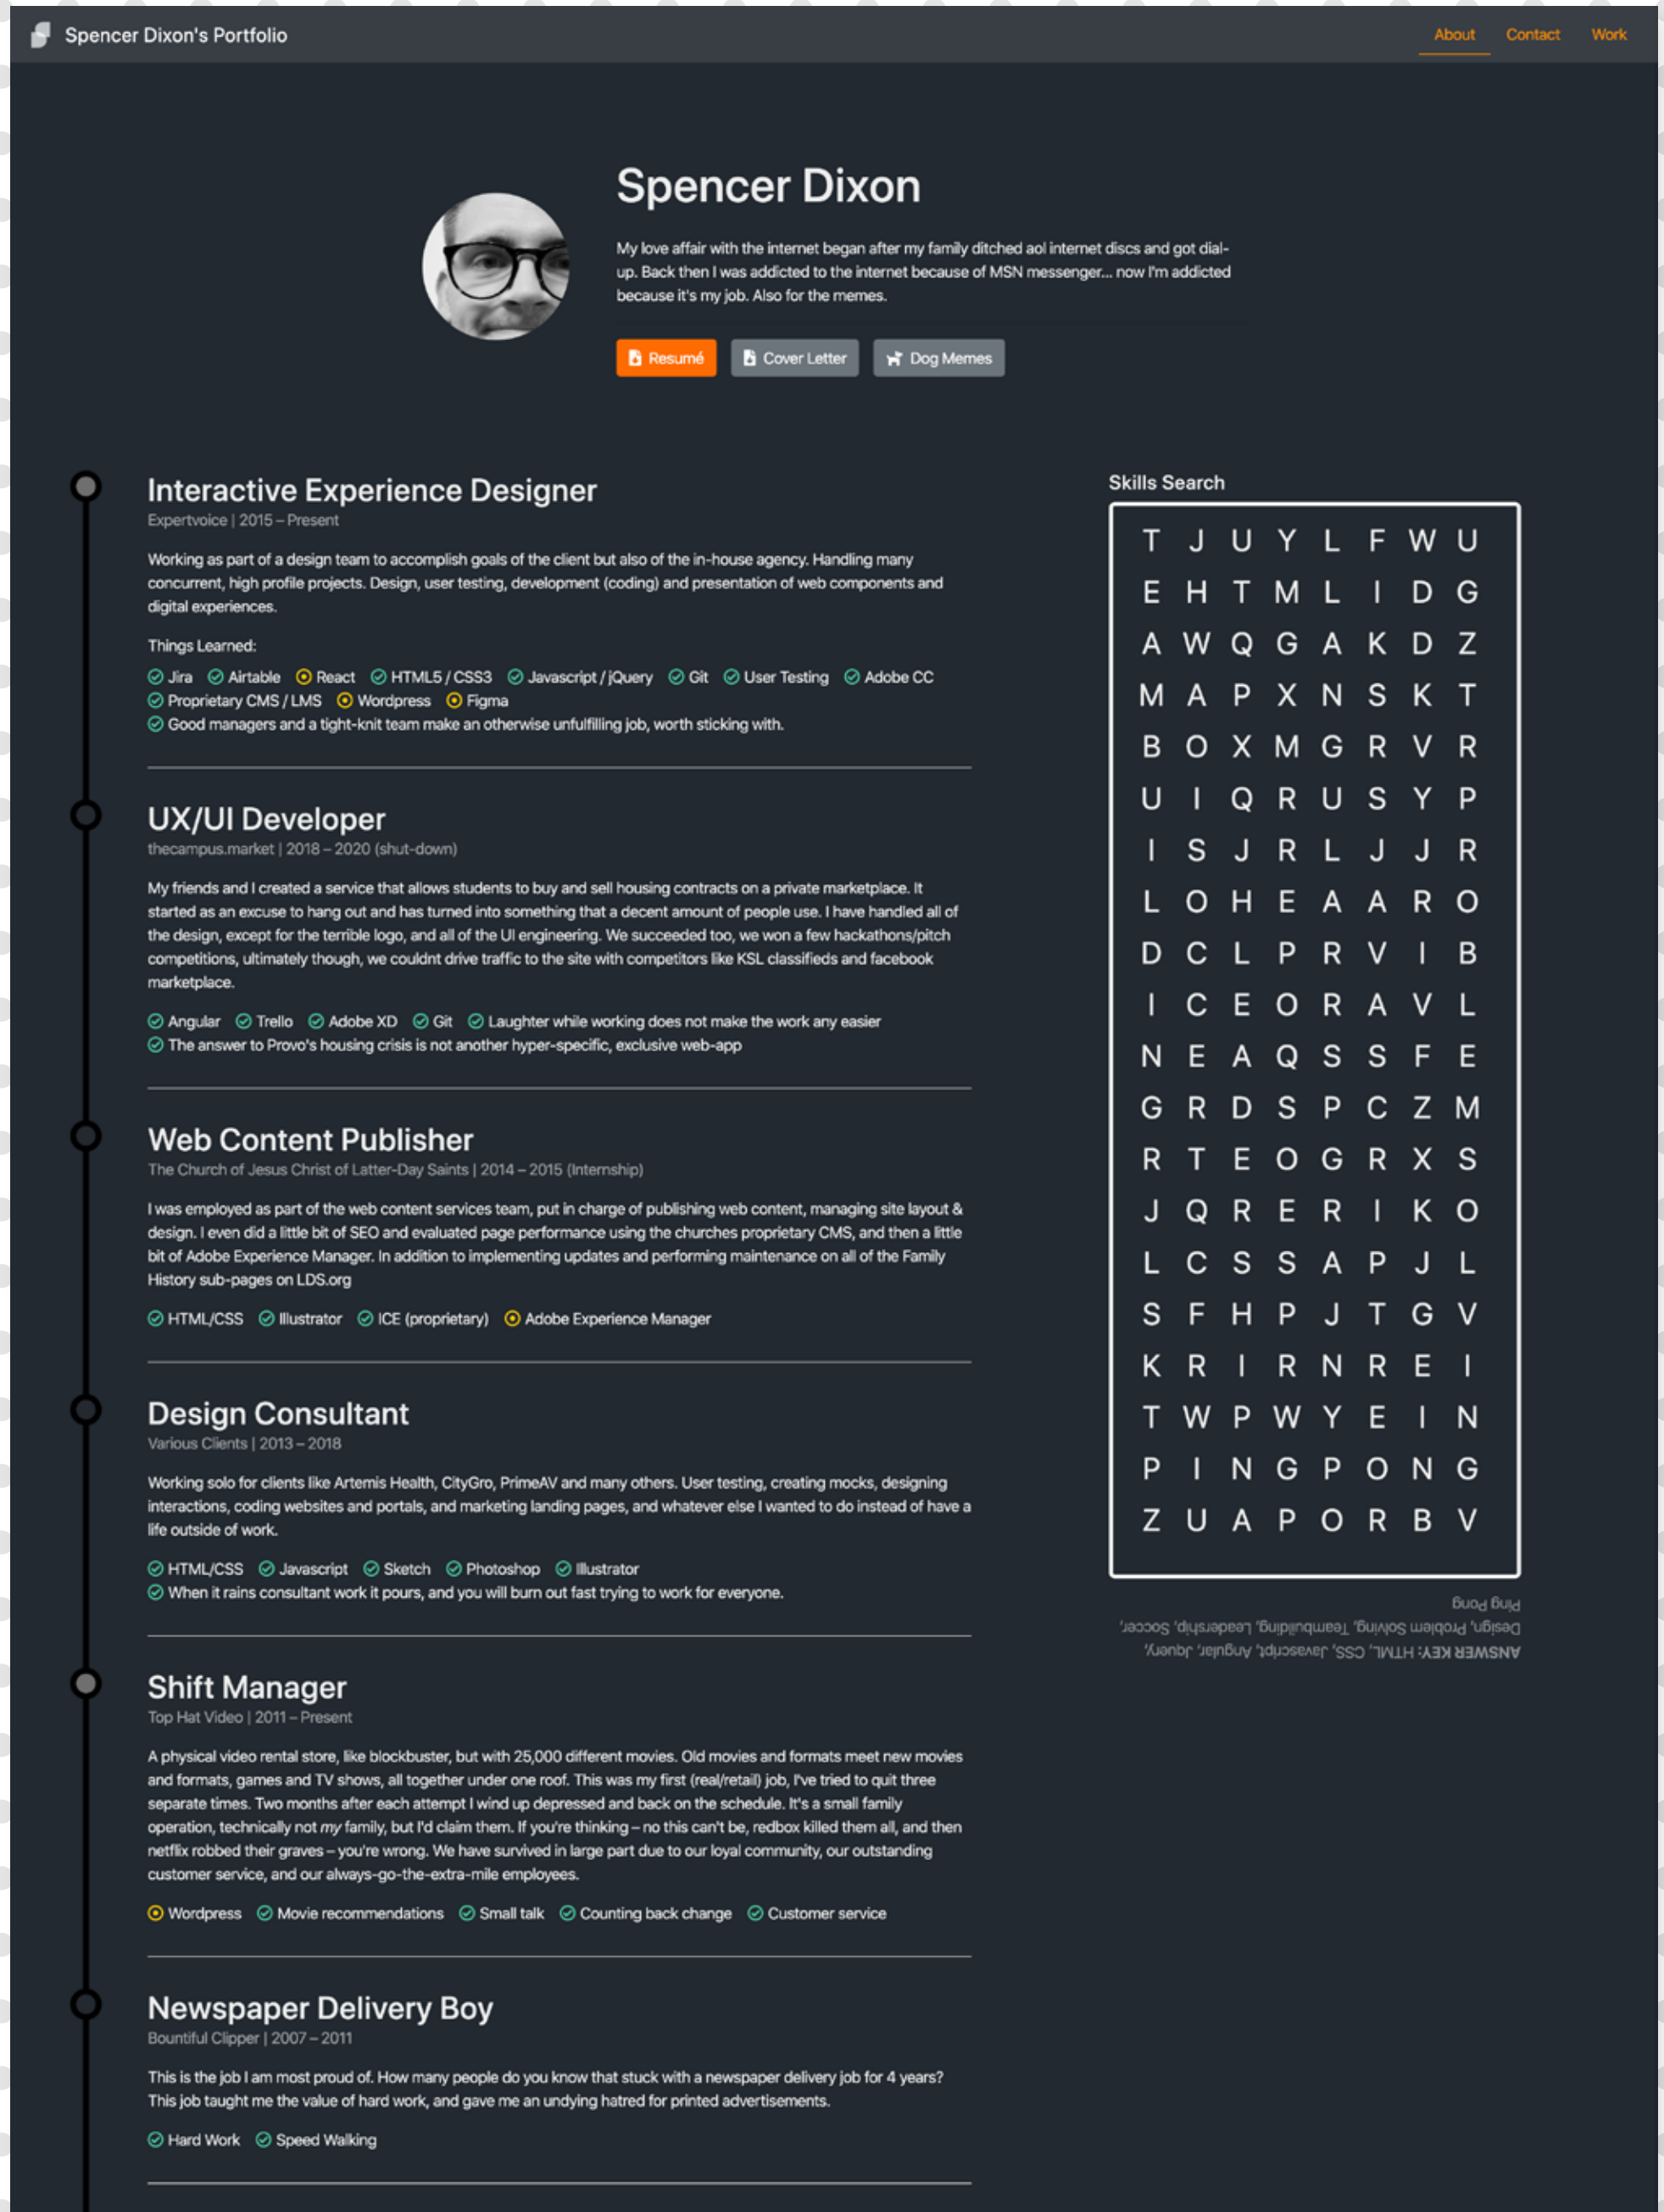 Spencer Dixon's Portfolio
About Contact Work
Spencer Dixon
My love affair with the internet began after my family ditched aol internet discs and got dial-
up. Back then I was addicted to the internet because of MSN messenger... now I'm addicted
because it's my job. Also for the memes.
Resumé Cover Letter Dog Memes
Interactive Experience Designer
Expertvoice | 2015 – Present
Working as part of a design team to accomplish goals of the client but also of the in-house agency. Handling many
concurrent, high profile projects. Design, user testing, development (coding) and presentation of web components and
digital experiences.
Things Learned:
Jira Airtable React HTML5 / CSS3 Javascript / jQuery Git User Testing Adobe CC
Proprietary CMS / LMS Wordpress Figma
Good managers and a tight-knit team make an otherwise unfulfilling job, worth sticking with.
UX/UI Developer
thecampus.market | 2018 – 2020 (shut-down)
My friends and I created a service that allows students to buy and sell housing contracts on a private marketplace. It
started as an excuse to hang out and has turned into something that a decent amount of people use. I have handled all of
the design, except for the terrible logo, and all of the UI engineering. We succeeded too, we won a few hackathons/pitch
competitions, ultimately though, we couldnt drive traffic to the site with competitors like KSL classifieds and facebook
marketplace.
Angular Trello Adobe XD Git Laughter while working does not make the work any easier
The answer to Provo's housing crisis is not another hyper-specific, exclusive web-app
Web Content Publisher
The Church of Jesus Christ of Latter-Day Saints | 2014 – 2015 (Internship)
I was employed as part of the web content services team, put in charge of publishing web content, managing site layout &
design. I even did a little bit of SEO and evaluated page performance using the churches proprietary CMS, and then a little
bit of Adobe Experience Manager. In addition to implementing updates and performing maintenance on all of the Family
History sub-pages on LDS.org
HTML/CSS Illustrator ICE (proprietary) Adobe Experience Manager
Design Consultant
Various Clients | 2013 – 2018
Working solo for clients like Artemis Health, CityGro, PrimeAV and many others. User testing, creating mocks, designing
interactions, coding websites and portals, and marketing landing pages, and whatever else I wanted to do instead of have a
life outside of work.
HTML/CSS Javascript Sketch Photoshop Illustrator
When it rains consultant work it pours, and you will burn out fast trying to work for everyone.
Shift Manager
Top Hat Video | 2011 – Present
A physical video rental store, like blockbuster, but with 25,000 different movies. Old movies and formats meet new movies
and formats, games and TV shows, all together under one roof. This was my first (real/retail) job, I've tried to quit three
separate times. Two months after each attempt I wind up depressed and back on the schedule. It's a small family
operation, technically not my family, but I'd claim them. If you're thinking – no this can't be, redbox killed them all, and then
netflix robbed their graves – you're wrong. We have survived in large part due to our loyal community, our outstanding
customer service, and our always-go-the-extra-mile employees.
Wordpress Movie recommendations Small talk Counting back change Customer service
Newspaper Delivery Boy
Bountiful Clipper | 2007 – 2011
This is the job I am most proud of. How many people do you know that stuck with a newspaper delivery job for 4 years?
This job taught me the value of hard work, and gave me an undying hatred for printed advertisements.
Hard Work Speed Walking
Skills Search
T J U Y L F W U
E H T M L I D G
A W Q G A K D Z
M A P X N S K T
B O X M G R V R
U I Q R U S Y P
I S J R L J J R
L O H E A A R O
D C L P R V I B
I C E O R A V L
N E A Q S S F E
G R D S P C Z M
R T E O G R X S
J Q R E R I K O
L C S S A P J L
S F H P J T G V
K R I R N R E I
T W P W Y E I N
P I N G P O N G
Z U A P O R B V
ANSWER KEY: HTML, CSS, Javascript, Angular, Jquery,
Design, Problem Solving, Teambuilding, Leadership, Soccer,
Ping Pong